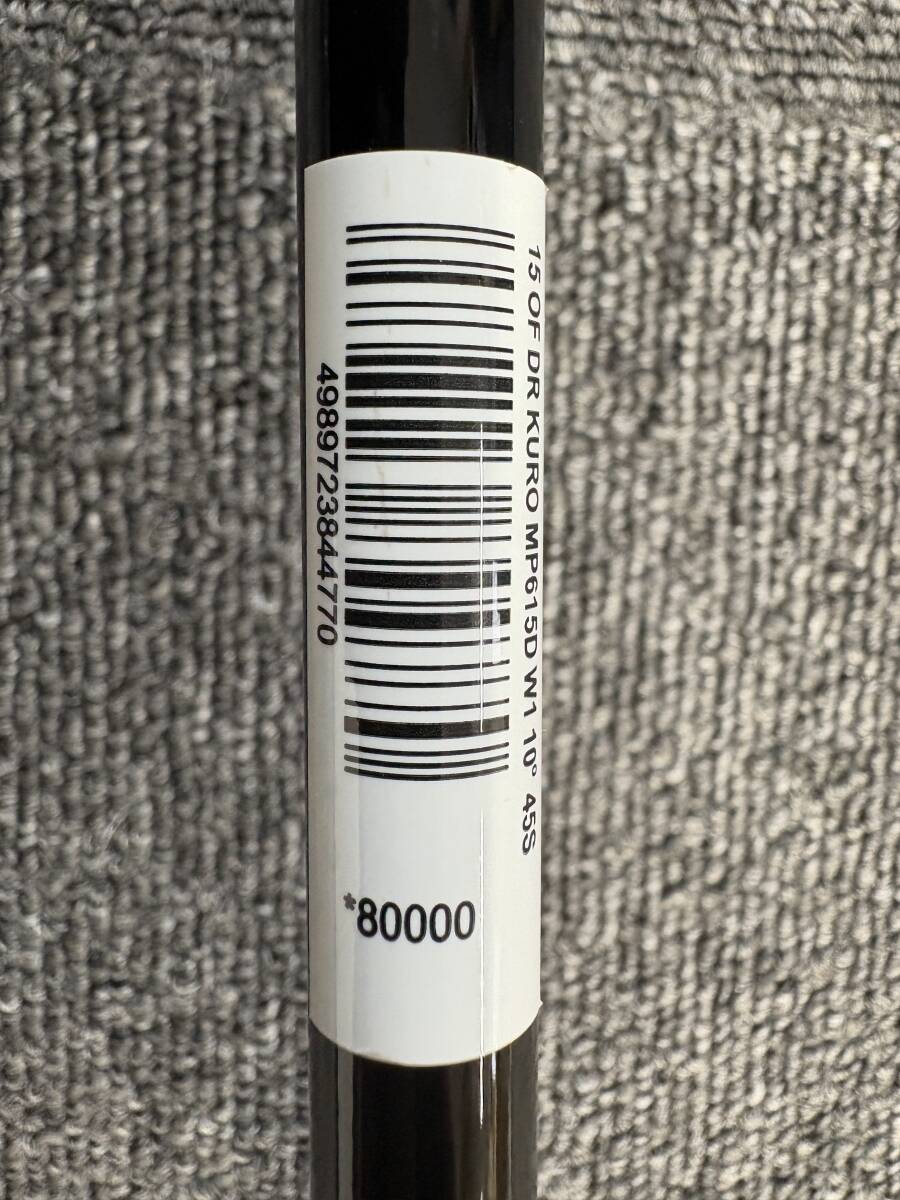 15 OF DR KURO MP615D W1 10° 45S
4989723844770
*80000